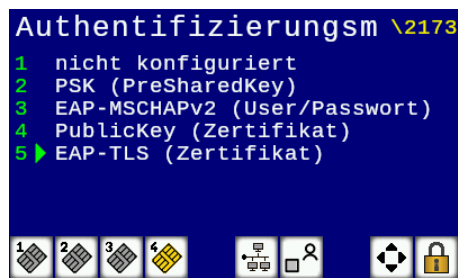 Authentifizierungsm \2173
1 nicht konfiguriert
2 PSK (PreSharedKey)
3 EAP-MSCHAPv2 (User/Passwort)
4 PublicKey (Zertifikat)
5 EAP-TLS (Zertifikat)
1 2 3 4